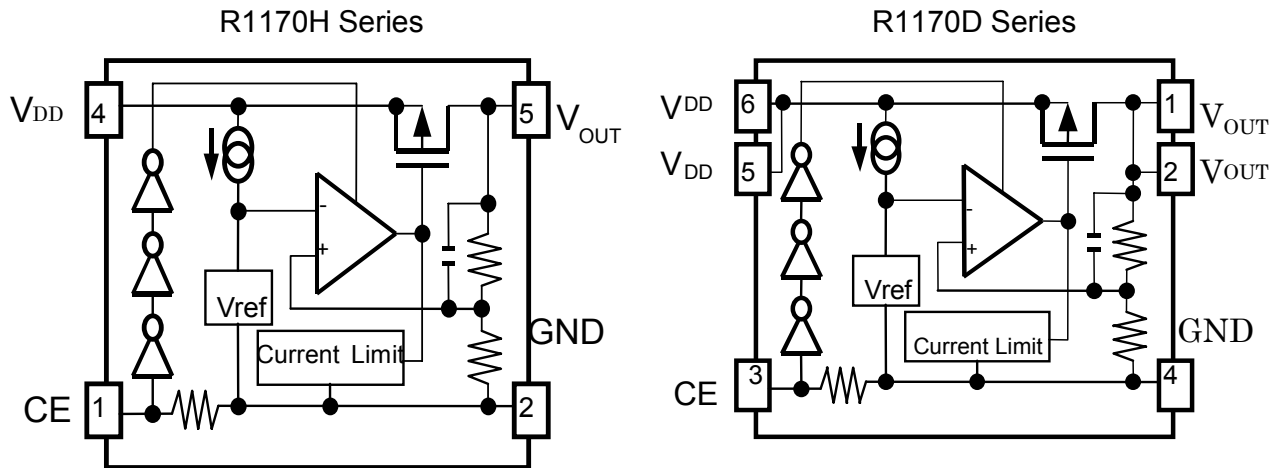 R1170H Series
VDD
4
5
VOUT
-
+
Vref
GND
Current Limit
CE
1
2
R1170D Series
VDD
6
1
VOUT
VDD
5
2
VOUT
-
+
Vref
GND
Current Limit
CE
3
4